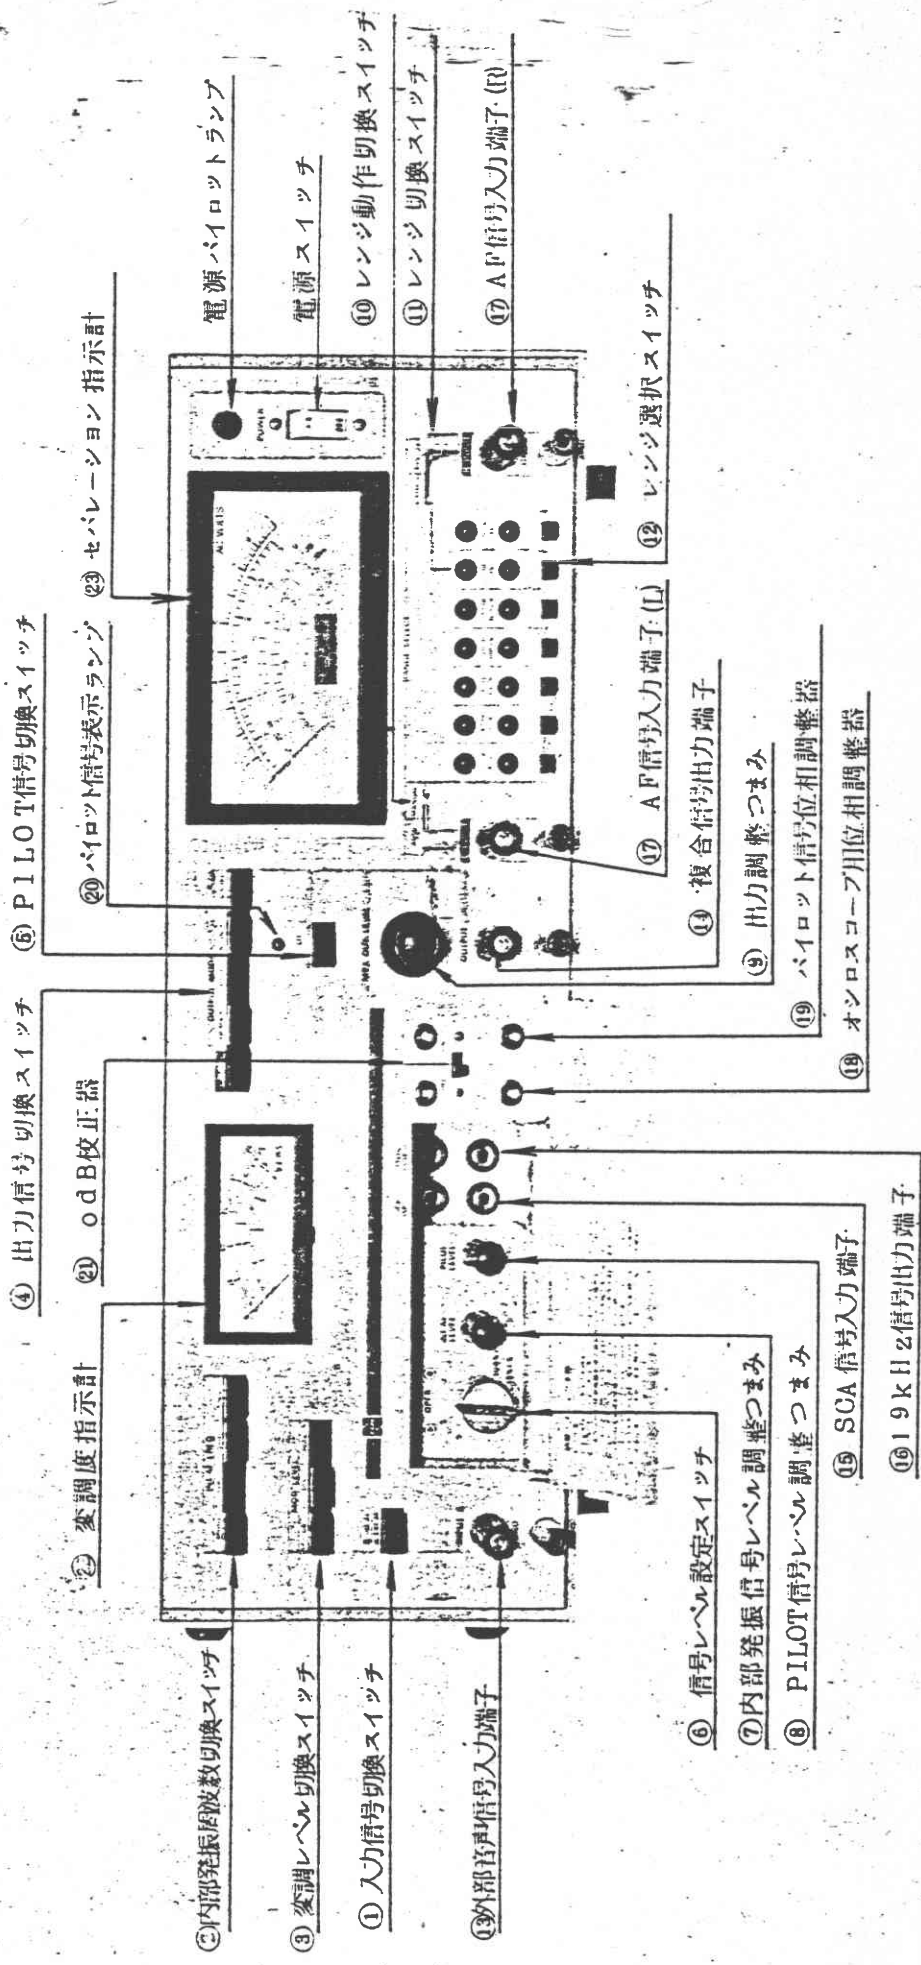 ④ 出力信号切換スイッチ
⑤ PILOT信号切換スイッチ
⑳ パイロット信号表示ランプ
㉑ odB校正器
㉓ セパレーション指示計
変調度指示計
電源パイロットランプ
電源スイッチ
⑩ レンジ動作切換スイッチ
⑪ レンジ切換スイッチ
⑰ AF信号入力端子(R)
⑫ レンジ選択スイッチ
⑰ AF信号入力端子(L)
⑭ 複合信号出力端子
⑨ 出力調整つまみ
⑲ パイロット信号位相調整器
⑱ オシロスコープ用位相調整器
②内部発振周波数切換スイッチ
③ 変調レベル切換スイッチ
① 入力信号切換スイッチ
⑬外部音声信号入力端子
⑥ 信号レベル設定スイッチ
⑦内部発振信号レベル調整つまみ
⑧ PILOT信号レベル調整つまみ
⑮ SCA信号入力端子
⑯19kHz信号出力端子
POWER
AC VOLTS
PILOT
LEVEL
LEVEL
OUTPUT